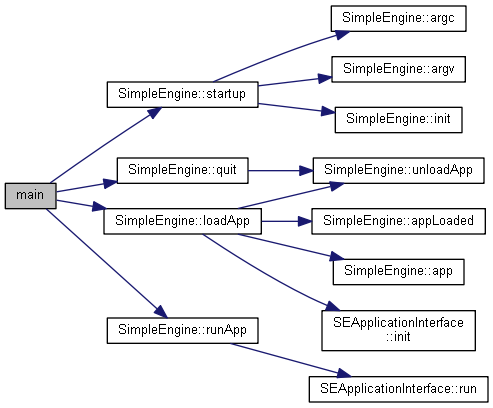 SimpleEngine::argc
SimpleEngine::argv
SimpleEngine::startup
SimpleEngine::init
SimpleEngine::quit
SimpleEngine::unloadApp
main
SimpleEngine::loadApp
SimpleEngine::appLoaded
SimpleEngine::app
SEApplicationInterface
::init
SimpleEngine::runApp
SEApplicationInterface::run